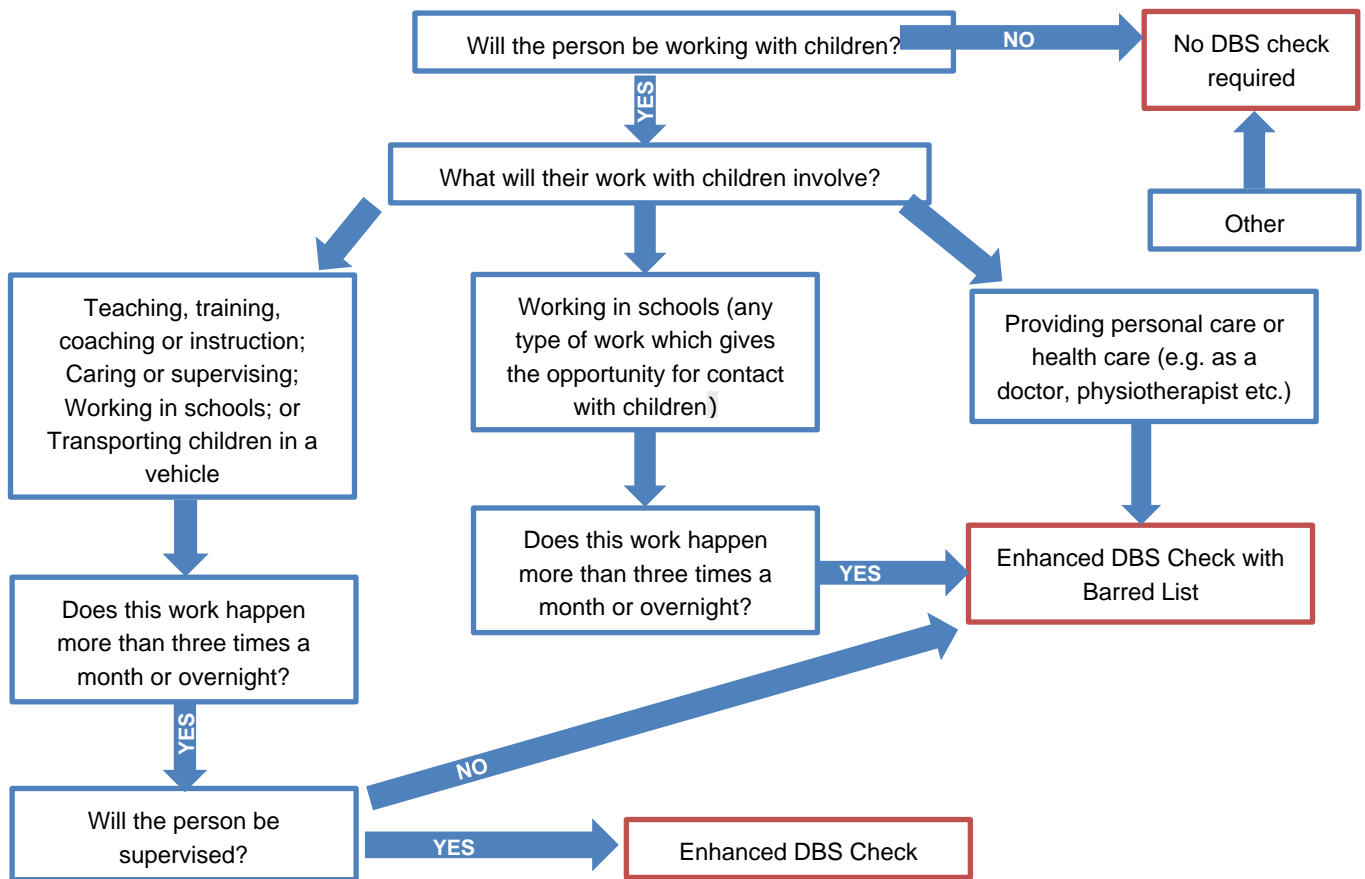 Will the person be working with children?
NO
No DBS check
required
YES
What will their work with children involve?
Other
Teaching, training,
coaching or instruction;
Caring or supervising;
Working in schools; or
Transporting children in a
vehicle
Working in schools (any
type of work which gives
the opportunity for contact
with children)
Providing personal care or
health care (e.g. as a
doctor, physiotherapist etc.)
Does this work happen
more than three times a
month or overnight?
YES
Enhanced DBS Check with
Barred List
Does this work happen
more than three times a
month or overnight?
YES
NO
Will the person be
supervised?
YES
Enhanced DBS Check